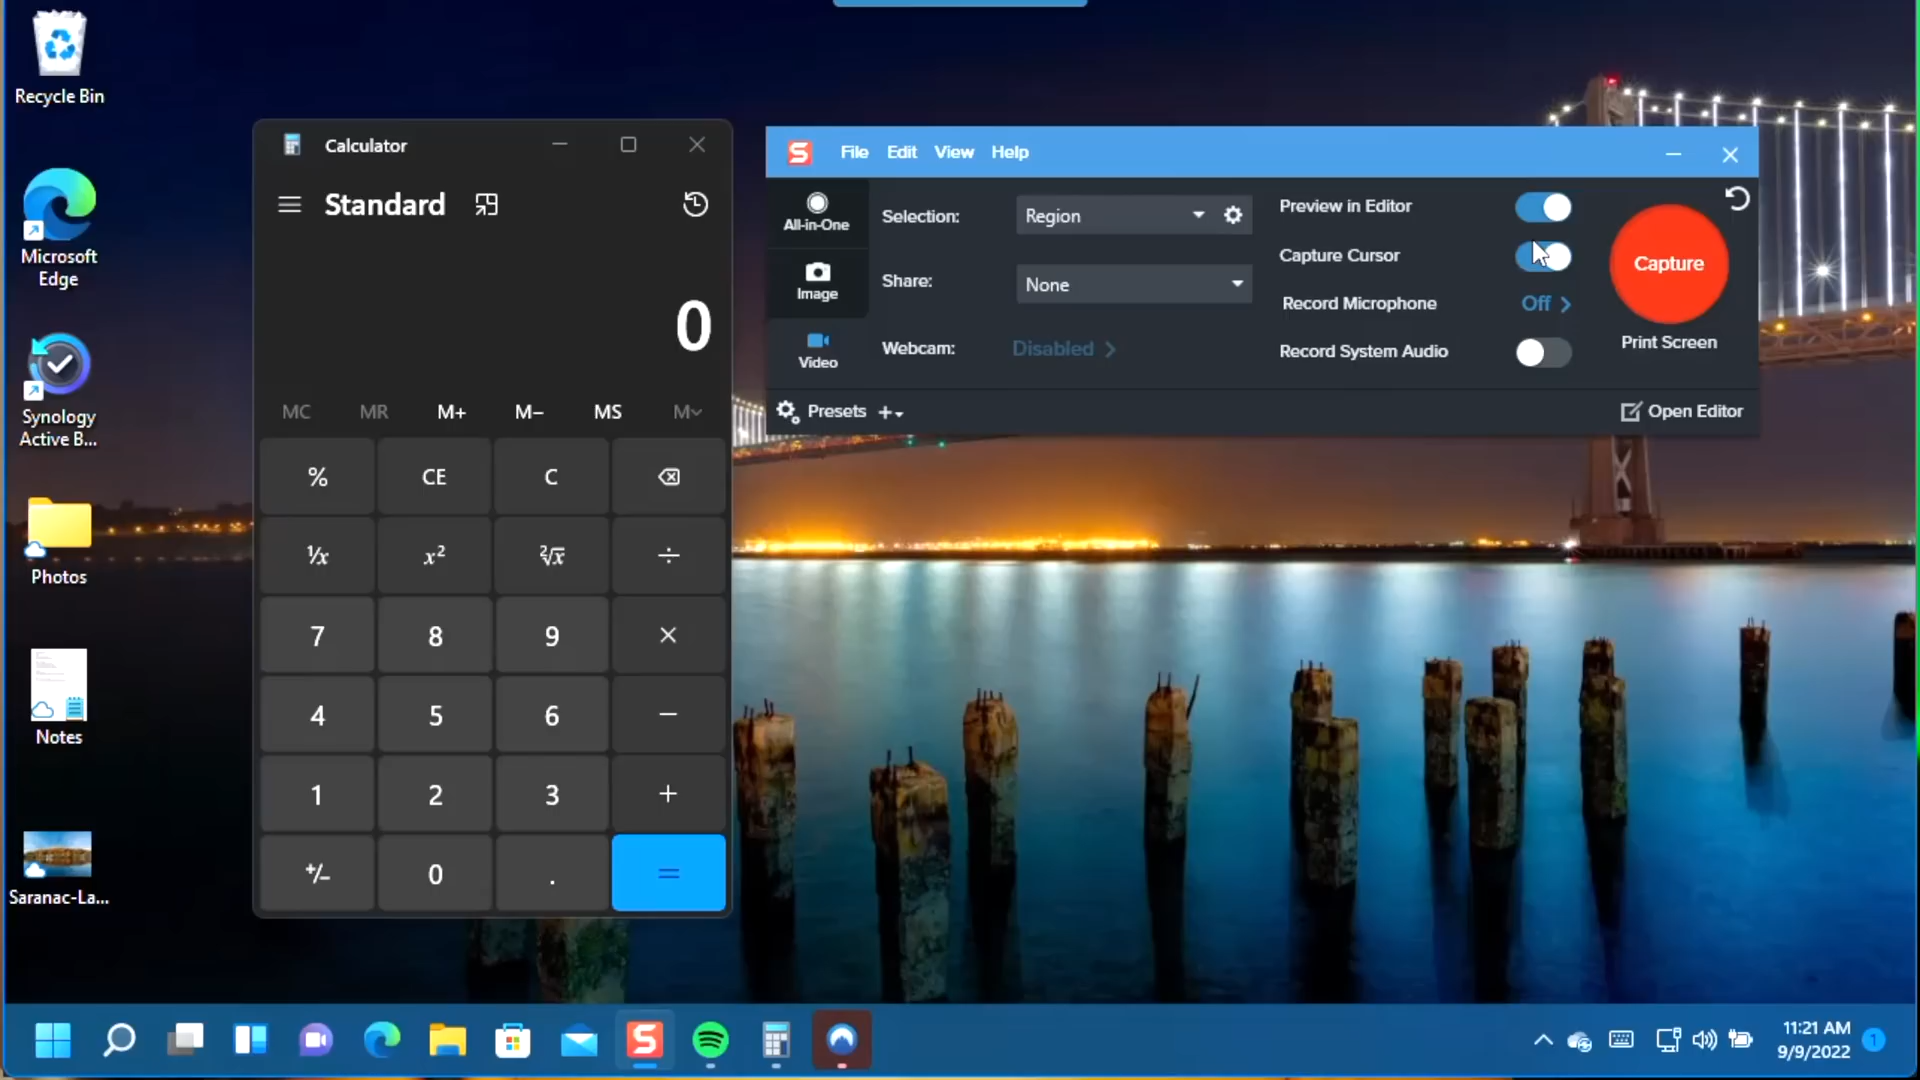 Recycle Bin
Microsoft
Edge
Synology
Active B...
Photos
Notes
Saranac-La...
Calculator
Standard
0
MC MR M+ M− MS M
% CE C
¹/x x² ²√x ÷
7 8 9 ×
4 5 6 −
1 2 3 +
+/− 0 . =
S File Edit View Help
All-in-One
Image
Video
Selection: Region
Share: None
Webcam: Disabled >
Preview in Editor
Capture Cursor
Record Microphone Off >
Record System Audio
Capture
Print Screen
Presets +
Open Editor
S
11:21 AM
9/9/2022
1